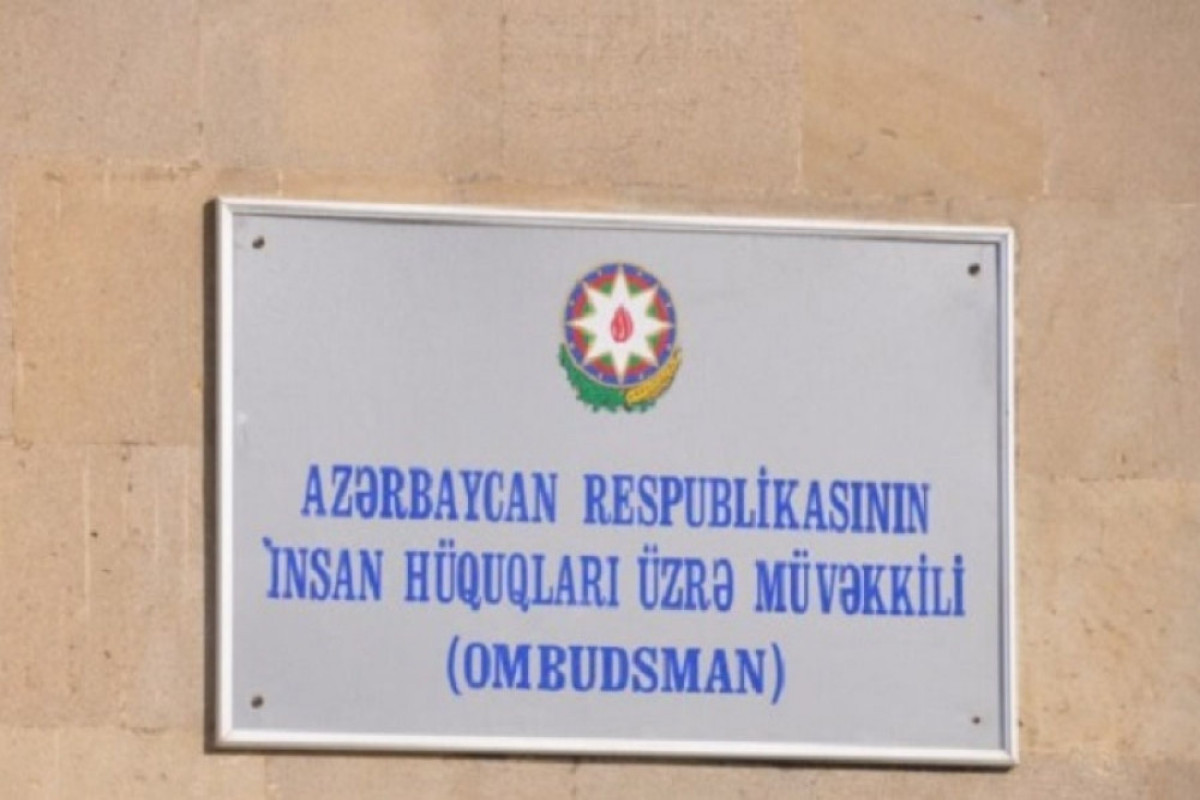 AZƏRBAYCAN RESPUBLİKASININ
İNSAN HÜQUQLARI ÜZRƏ MÜVƏKKİLİ
(OMBUDSMAN)